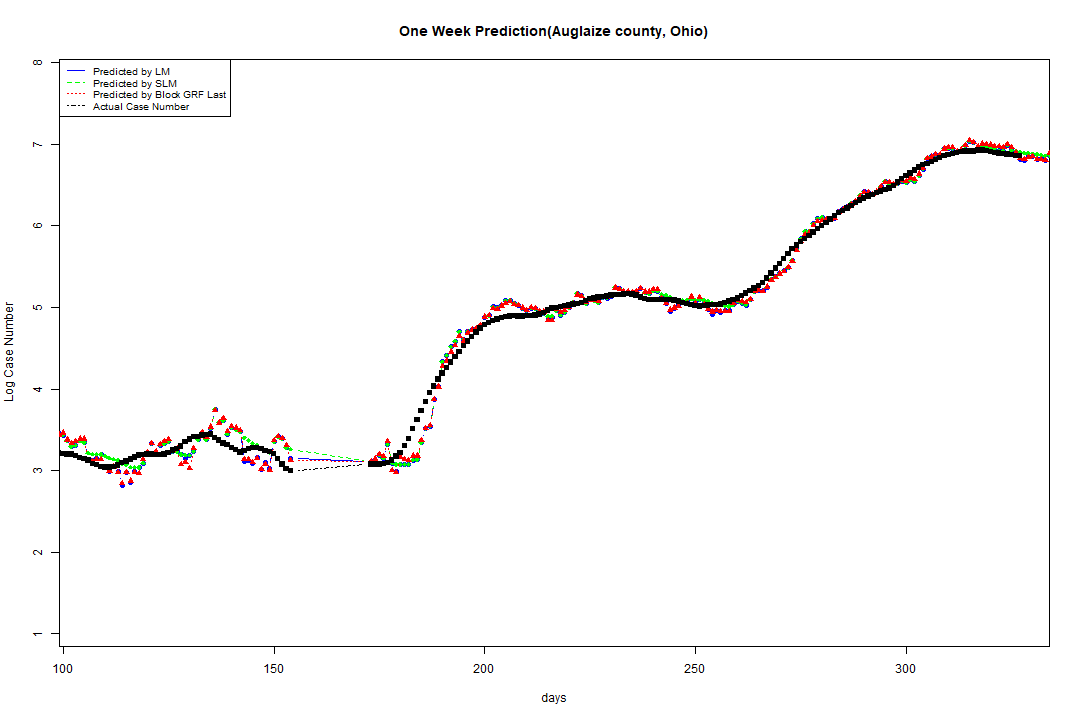 One Week Prediction(Auglaize county, Ohio)
Predicted by LM
Predicted by SLM
Predicted by Block GRF Last
Actual Case Number
Log Case Number
8
7
6
5
4
3
2
1
100 150 200 250 300
days